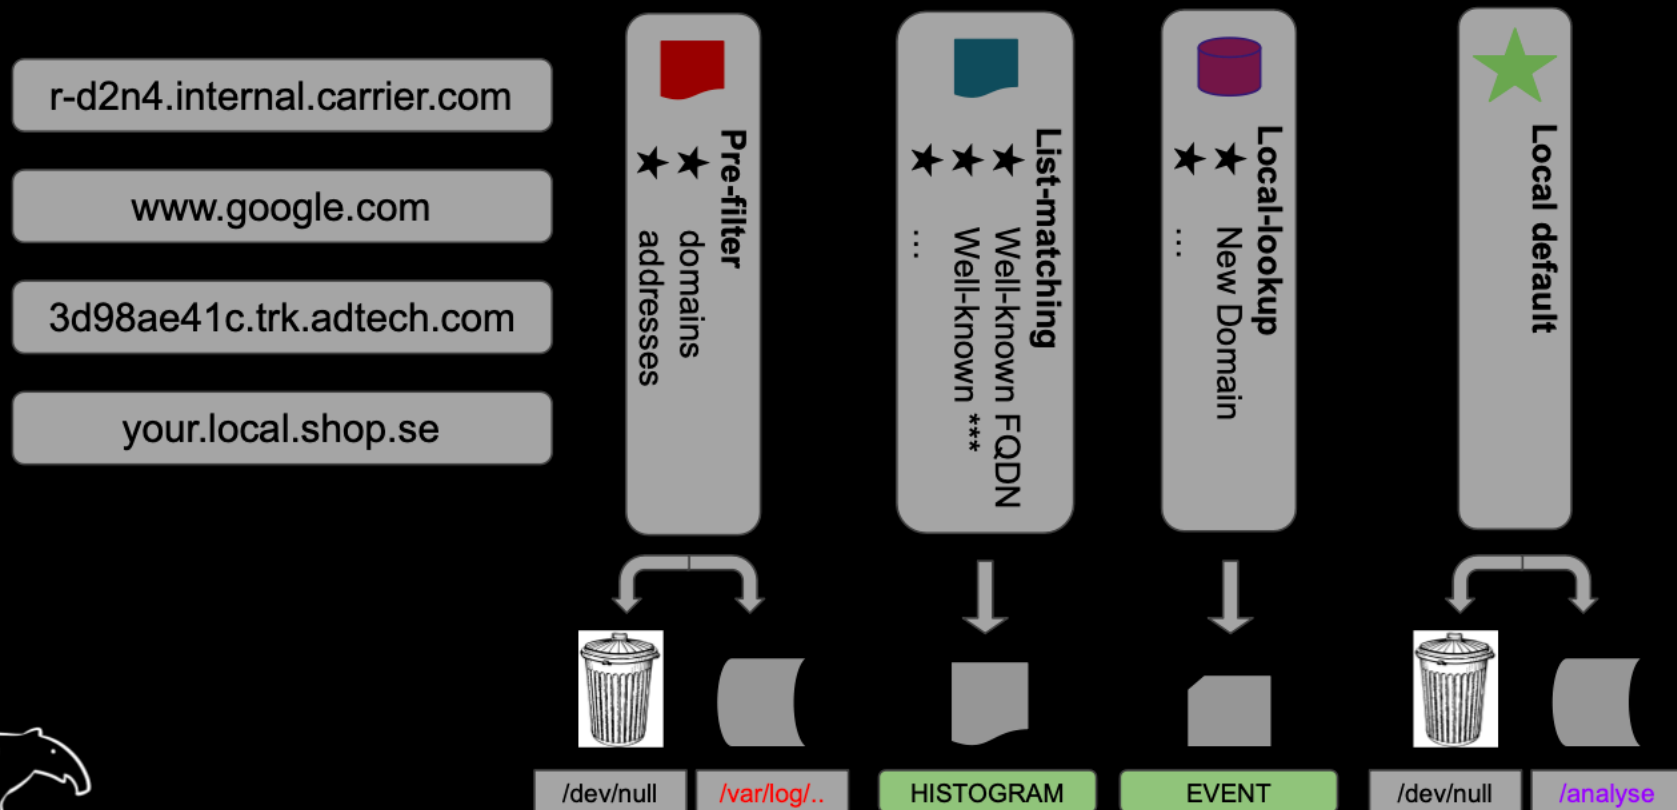 r-d2n4.internal.carrier.com
www.google.com
3d98ae41c.trk.adtech.com
your.local.shop.se
Pre-filter
★ domains
★ addresses
List-matching
★ Well-known FQDN
★ Well-known ***
★ ...
Local-lookup
★ New Domain
★ ...
Local default
/dev/null
/var/log/..
HISTOGRAM
EVENT
/dev/null
/analyse